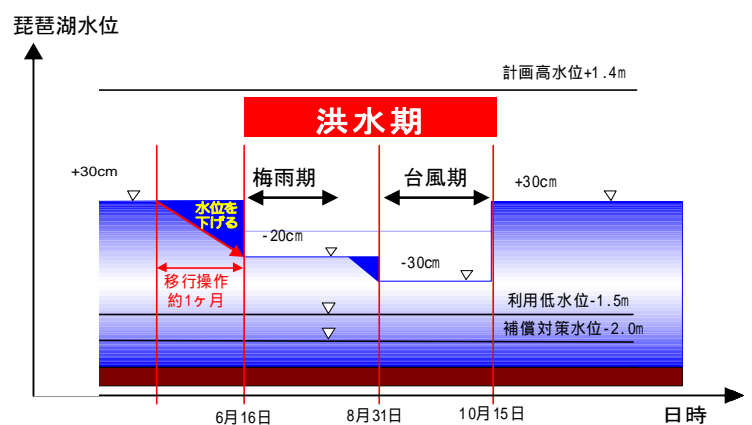 琵琶湖水位
計画高水位+1.4m
洪水期
+30cm
梅雨期
台風期
+30cm
水位を
下げる
-20cm
-30cm
移行操作
約1ヶ月
利用低水位-1.5m
補償対策水位-2.0m
6月16日
8月31日
10月15日
日時